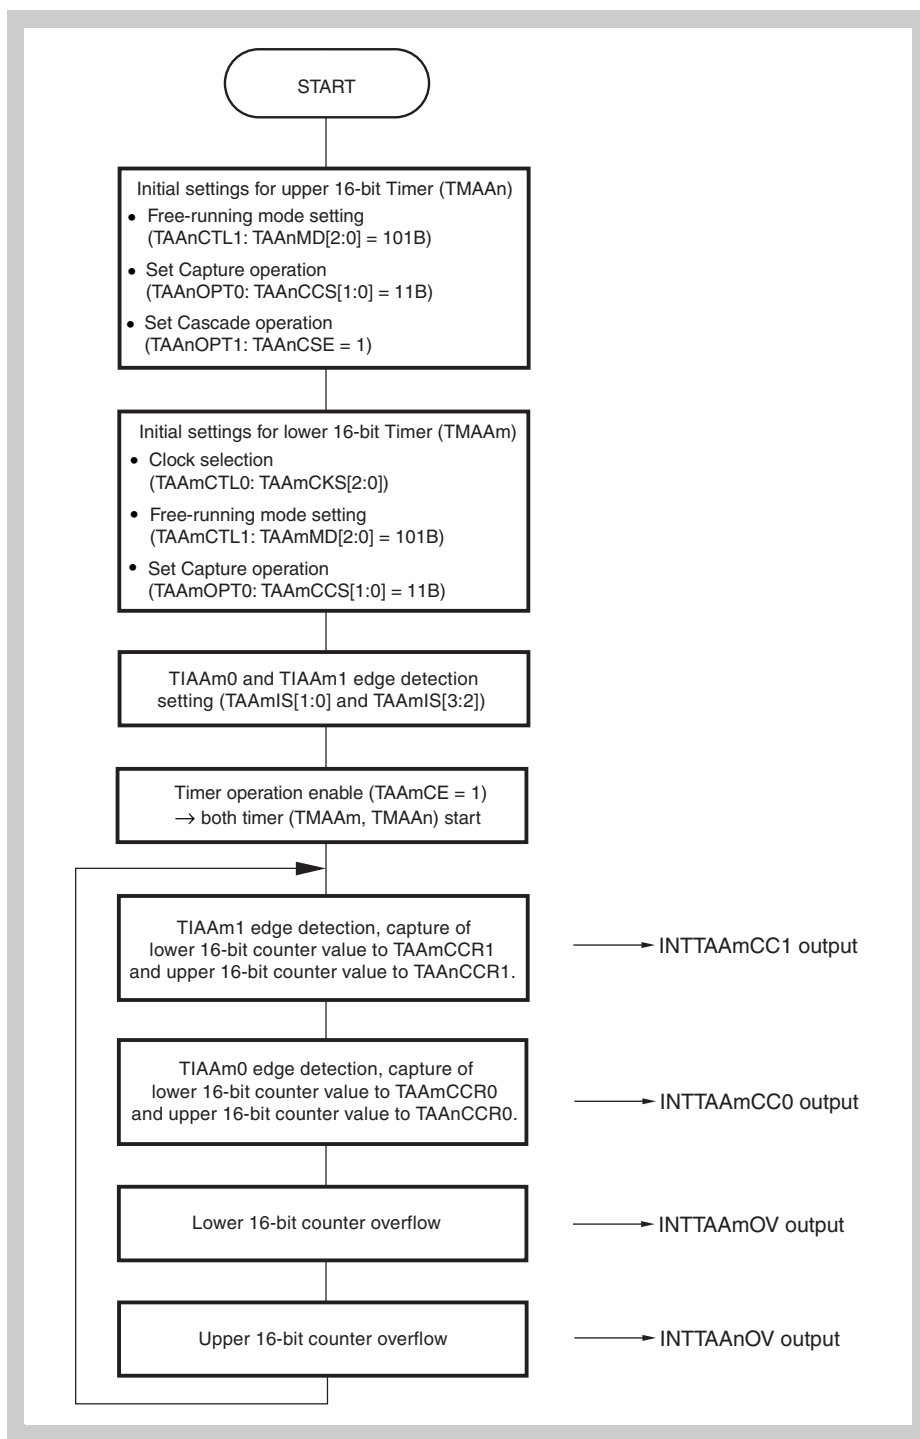 START
Initial settings for upper 16-bit Timer (TMAAn)
• Free-running mode setting
(TAAnCTL1: TAAnMD[2:0] = 101B)
• Set Capture operation
(TAAnOPT0: TAAnCCS[1:0] = 11B)
• Set Cascade operation
(TAAnOPT1: TAAnCSE = 1)
Initial settings for lower 16-bit Timer (TMAAm)
• Clock selection
(TAAmCTL0: TAAmCKS[2:0])
• Free-running mode setting
(TAAmCTL1: TAAmMD[2:0] = 101B)
• Set Capture operation
(TAAmOPT0: TAAmCCS[1:0] = 11B)
TIAAm0 and TIAAm1 edge detection
setting (TAAmIS[1:0] and TAAmIS[3:2])
Timer operation enable (TAAmCE = 1)
→ both timer (TMAAm, TMAAn) start
TIAAm1 edge detection, capture of
lower 16-bit counter value to TAAmCCR1
and upper 16-bit counter value to TAAnCCR1.
INTTAAmCC1 output
TIAAm0 edge detection, capture of
lower 16-bit counter value to TAAmCCR0
and upper 16-bit counter value to TAAnCCR0.
INTTAAmCC0 output
Lower 16-bit counter overflow
INTTAAmOV output
Upper 16-bit counter overflow
INTTAAnOV output